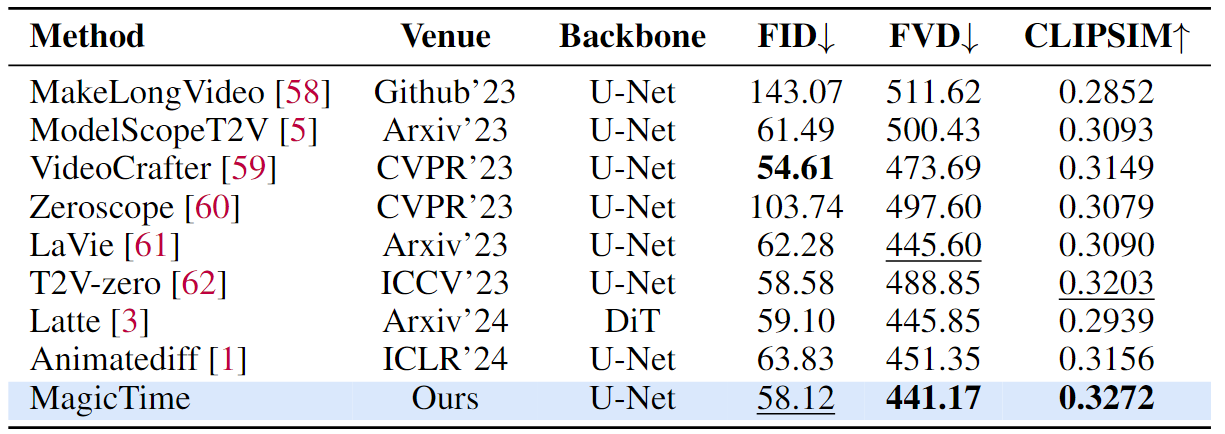 Method Venue Backbone FID↓ FVD↓ CLIPSIM↑
MakeLongVideo [58] Github'23 U-Net 143.07 511.62 0.2852
ModelScopeT2V [5] Arxiv'23 U-Net 61.49 500.43 0.3093
VideoCrafter [59] CVPR'23 U-Net 54.61 473.69 0.3149
Zeroscope [60] CVPR'23 U-Net 103.74 497.60 0.3079
LaVie [61] Arxiv'23 U-Net 62.28 445.60 0.3090
T2V-zero [62] ICCV'23 U-Net 58.58 488.85 0.3203
Latte [3] Arxiv'24 DiT 59.10 445.85 0.2939
Animatediff [1] ICLR'24 U-Net 63.83 451.35 0.3156
MagicTime Ours U-Net 58.12 441.17 0.3272